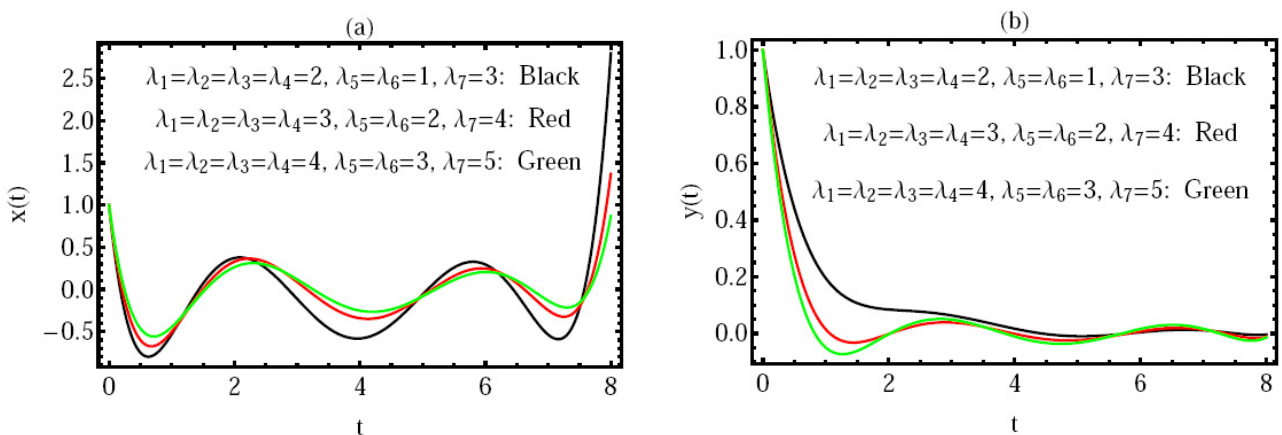 (a)
x(t)
2.5
2.0
1.5
1.0
0.5
0.0
−0.5
λ₁=λ₂=λ₃=λ₄=2, λ₅=λ₆=1, λ₇=3: Black
λ₁=λ₂=λ₃=λ₄=3, λ₅=λ₆=2, λ₇=4: Red
λ₁=λ₂=λ₃=λ₄=4, λ₅=λ₆=3, λ₇=5: Green
0 2 4 6 8
t
(b)
y(t)
1.0
0.8
0.6
0.4
0.2
0.0
λ₁=λ₂=λ₃=λ₄=2, λ₅=λ₆=1, λ₇=3: Black
λ₁=λ₂=λ₃=λ₄=3, λ₅=λ₆=2, λ₇=4: Red
λ₁=λ₂=λ₃=λ₄=4, λ₅=λ₆=3, λ₇=5: Green
0 2 4 6 8
t